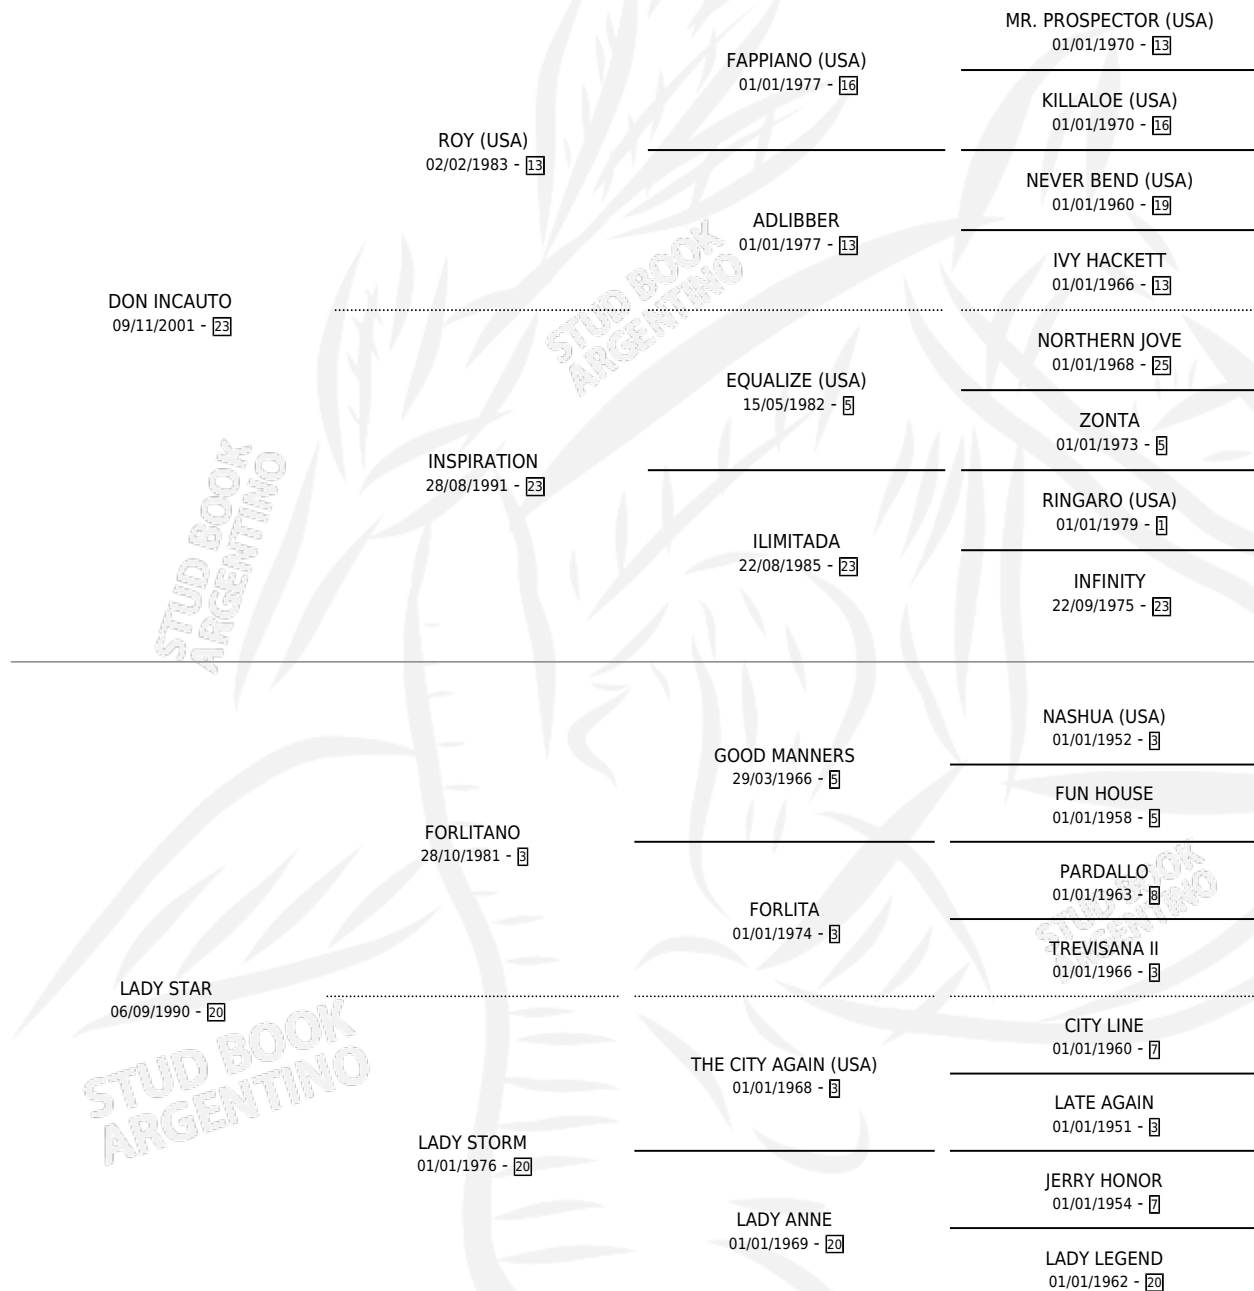 MR. PROSPECTOR (USA)
01/01/1970 - 13
FAPPIANO (USA)
01/01/1977 - 16
KILLALOE (USA)
01/01/1970 - 16
ROY (USA)
02/02/1983 - 13
NEVER BEND (USA)
01/01/1960 - 19
ADLIBBER
01/01/1977 - 13
IVY HACKETT
01/01/1966 - 13
DON INCAUTO
09/11/2001 - 23
STUD BOOK
ARGENTINO
NORTHERN JOVE
01/01/1968 - 25
EQUALIZE (USA)
15/05/1982 - 5
ZONTA
01/01/1973 - 5
INSPIRATION
28/08/1991 - 23
RINGARO (USA)
01/01/1979 - 1
ILIMITADA
22/08/1985 - 23
INFINITY
22/09/1975 - 23
STUD BOOK
ARGENTINO
NASHUA (USA)
01/01/1952 - 3
GOOD MANNERS
29/03/1966 - 5
FUN HOUSE
01/01/1958 - 5
FORLITANO
28/10/1981 - 3
PARDALLO
01/01/1963 - 8
FORLITA
01/01/1974 - 3
TREVISANA II
01/01/1966 - 3
STUD BOOK
ARGENTINO
LADY STAR
06/09/1990 - 20
CITY LINE
01/01/1960 - 7
THE CITY AGAIN (USA)
01/01/1968 - 3
LATE AGAIN
01/01/1951 - 3
STUD BOOK
ARGENTINO
LADY STORM
01/01/1976 - 20
JERRY HONOR
01/01/1954 - 7
LADY ANNE
01/01/1969 - 20
LADY LEGEND
01/01/1962 - 20